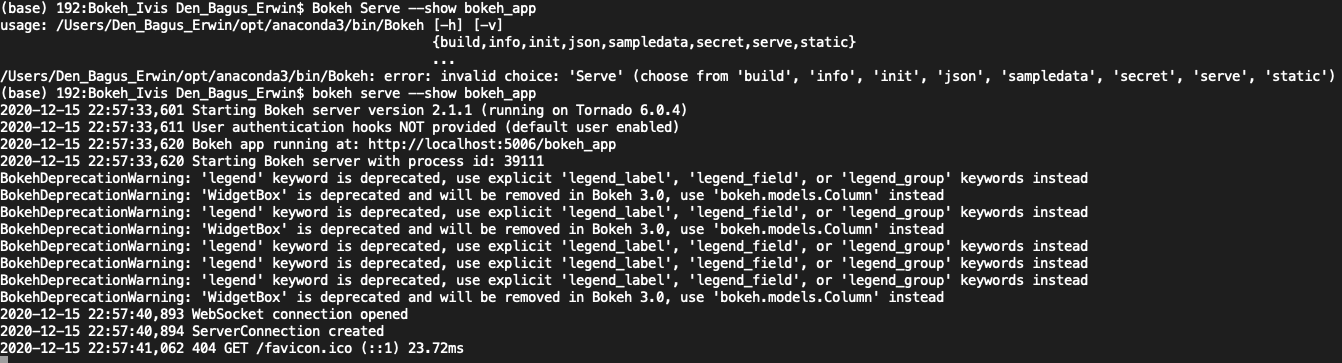 (base) 192:Bokeh_Ivis Den_Bagus_Erwin$ Bokeh Serve --show bokeh_app
usage: /Users/Den_Bagus_Erwin/opt/anaconda3/bin/Bokeh [-h] [-v]
{build,info,init,json,sampledata,secret,serve,static}
...
/Users/Den_Bagus_Erwin/opt/anaconda3/bin/Bokeh: error: invalid choice: 'Serve' (choose from 'build', 'info', 'init', 'json', 'sampledata', 'secret', 'serve', 'static')
(base) 192:Bokeh_Ivis Den_Bagus_Erwin$ bokeh serve --show bokeh_app
2020-12-15 22:57:33,601 Starting Bokeh server version 2.1.1 (running on Tornado 6.0.4)
2020-12-15 22:57:33,611 User authentication hooks NOT provided (default user enabled)
2020-12-15 22:57:33,620 Bokeh app running at: http://localhost:5006/bokeh_app
2020-12-15 22:57:33,620 Starting Bokeh server with process id: 39111
BokehDeprecationWarning: 'legend' keyword is deprecated, use explicit 'legend_label', 'legend_field', or 'legend_group' keywords instead
BokehDeprecationWarning: 'WidgetBox' is deprecated and will be removed in Bokeh 3.0, use 'bokeh.models.Column' instead
BokehDeprecationWarning: 'legend' keyword is deprecated, use explicit 'legend_label', 'legend_field', or 'legend_group' keywords instead
BokehDeprecationWarning: 'WidgetBox' is deprecated and will be removed in Bokeh 3.0, use 'bokeh.models.Column' instead
BokehDeprecationWarning: 'legend' keyword is deprecated, use explicit 'legend_label', 'legend_field', or 'legend_group' keywords instead
BokehDeprecationWarning: 'legend' keyword is deprecated, use explicit 'legend_label', 'legend_field', or 'legend_group' keywords instead
BokehDeprecationWarning: 'legend' keyword is deprecated, use explicit 'legend_label', 'legend_field', or 'legend_group' keywords instead
BokehDeprecationWarning: 'WidgetBox' is deprecated and will be removed in Bokeh 3.0, use 'bokeh.models.Column' instead
2020-12-15 22:57:40,893 WebSocket connection opened
2020-12-15 22:57:40,894 ServerConnection created
2020-12-15 22:57:41,062 404 GET /favicon.ico (::1) 23.72ms